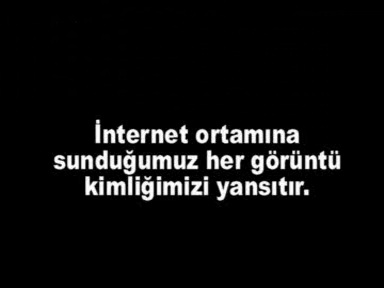 İnternet ortamına
sunduğumuz her görüntü
kimliğimizi yansıtır.